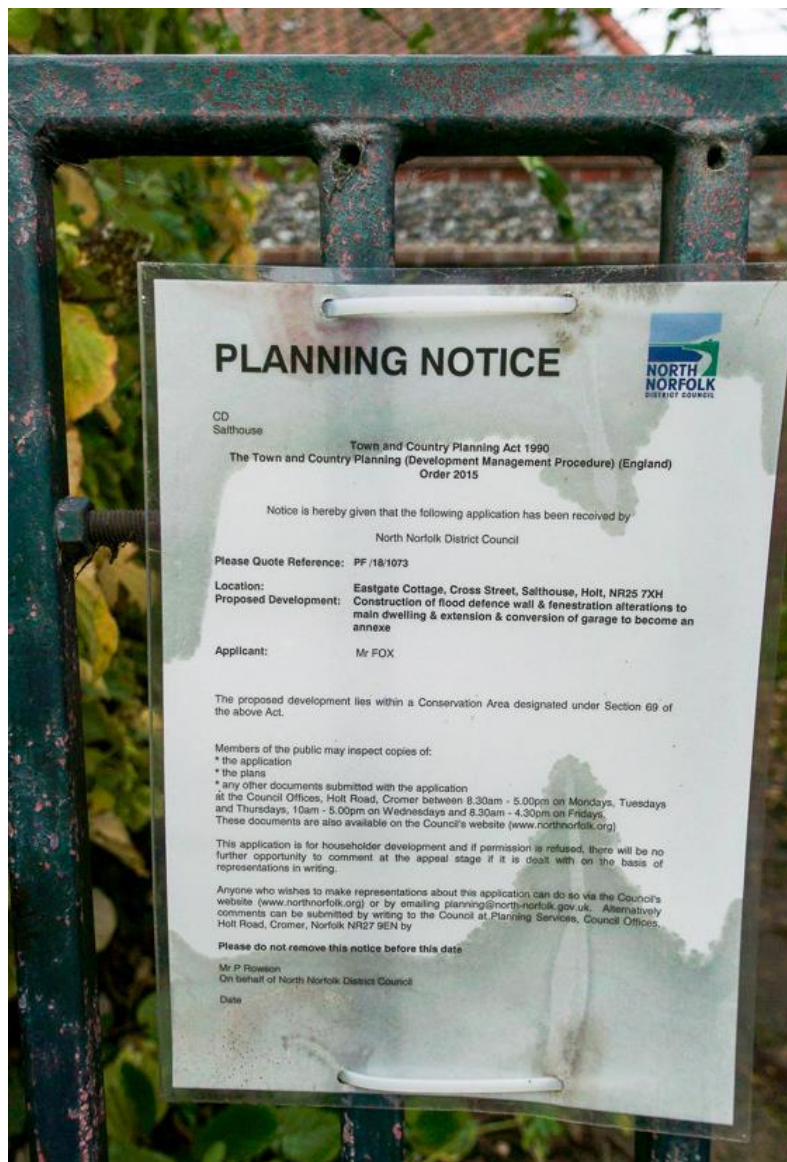 PLANNING NOTICE
NORTH
NORFOLK
DISTRICT COUNCIL
CD
Salthouse
Town and Country Planning Act 1990
The Town and Country Planning (Development Management Procedure) (England)
Order 2015
Notice is hereby given that the following application has been received by
North Norfolk District Council
Please Quote Reference: PF /18/1073
Location: Eastgate Cottage, Cross Street, Salthouse, Holt, NR25 7XH
Proposed Development: Construction of flood defence wall & fenestration alterations to
main dwelling & extension & conversion of garage to become an
annexe
Applicant: Mr FOX
The proposed development lies within a Conservation Area designated under Section 69 of
the above Act.
Members of the public may inspect copies of:
* the application
* the plans
* any other documents submitted with the application
at the Council Offices, Holt Road, Cromer between 8.30am - 5.00pm on Mondays, Tuesdays
and Thursdays, 10am - 5.00pm on Wednesdays and 8.30am - 4.30pm on Fridays.
These documents are also available on the Council's website (www.northnorfolk.org)
This application is for householder development and if permission is refused, there will be no
further opportunity to comment at the appeal stage if it is dealt with on the basis of
representations in writing.
Anyone who wishes to make representations about this application can do so via the Council's
website (www.northnorfolk.org) or by emailing planning@north-norfolk.gov.uk. Alternatively
comments can be submitted by writing to the Council at Planning Services, Council Offices,
Holt Road, Cromer, Norfolk NR27 9EN by
Please do not remove this notice before this date
Mr P Rowson
On behalf of North Norfolk District Council
Date